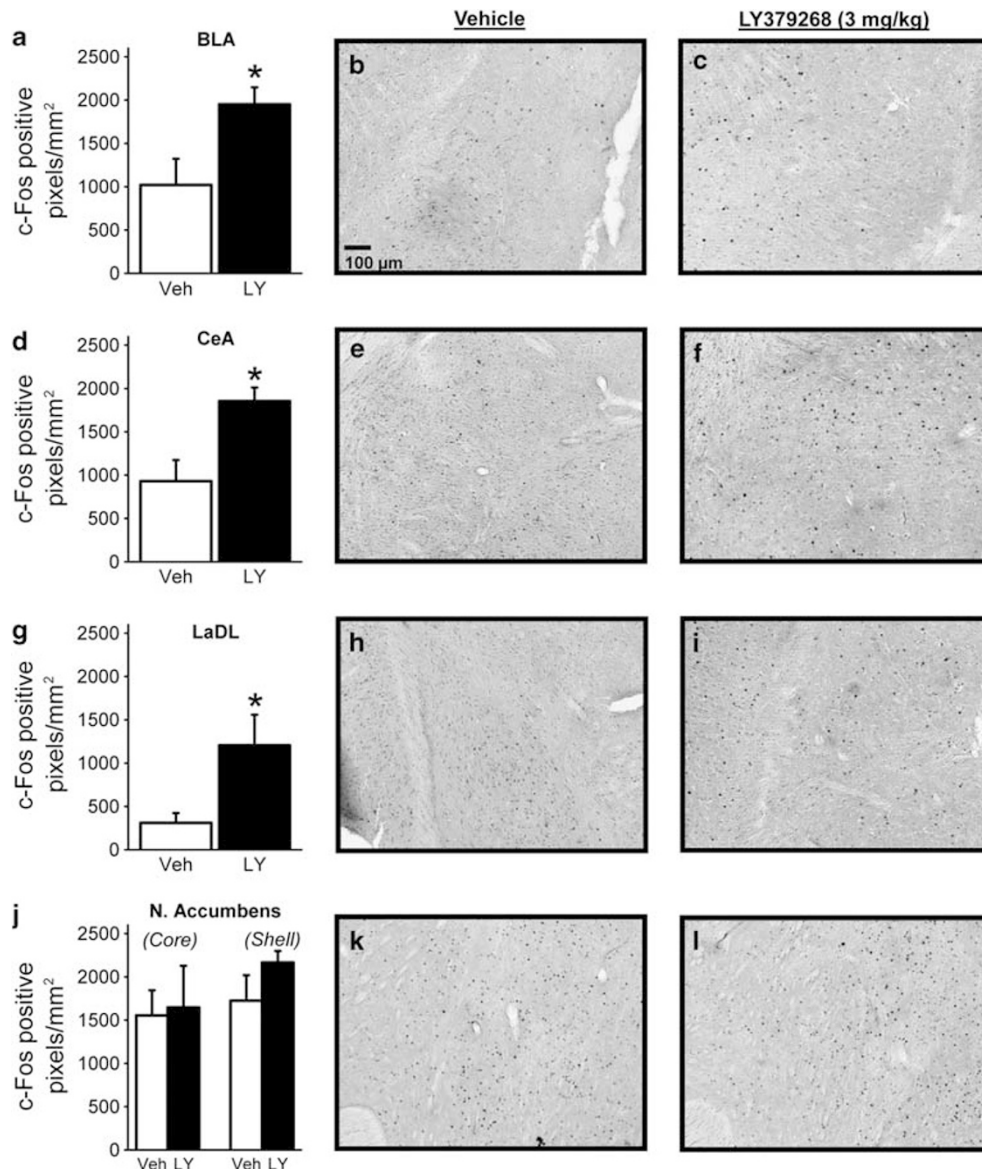 Vehicle
LY379268 (3 mg/kg)
a
BLA
c-Fos positive
pixels/mm²
2500
2000
1500
1000
500
0
*
Veh LY
b
100 µm
c
d
CeA
c-Fos positive
pixels/mm²
2500
2000
1500
1000
500
0
*
Veh LY
e
f
g
LaDL
c-Fos positive
pixels/mm²
2500
2000
1500
1000
500
0
*
Veh LY
h
i
j
N. Accumbens
(Core) (Shell)
c-Fos positive
pixels/mm²
2500
2000
1500
1000
500
0
Veh LY Veh LY
k
l